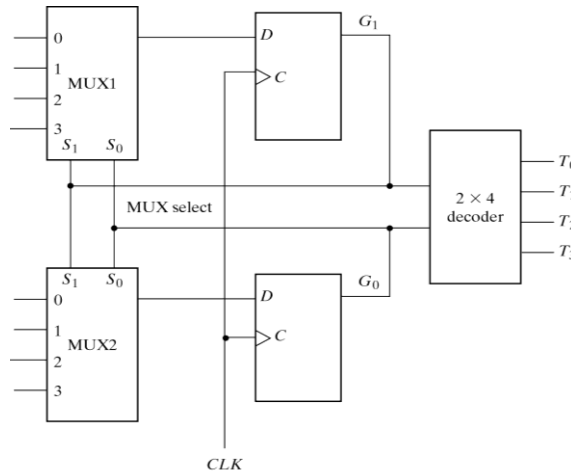 0
1
2
3
MUX1
S₁ S₀
D
C
G₁
MUX select
2 × 4
decoder
S₁ S₀
0
1
2
3
MUX2
D
C
G₀
CLK